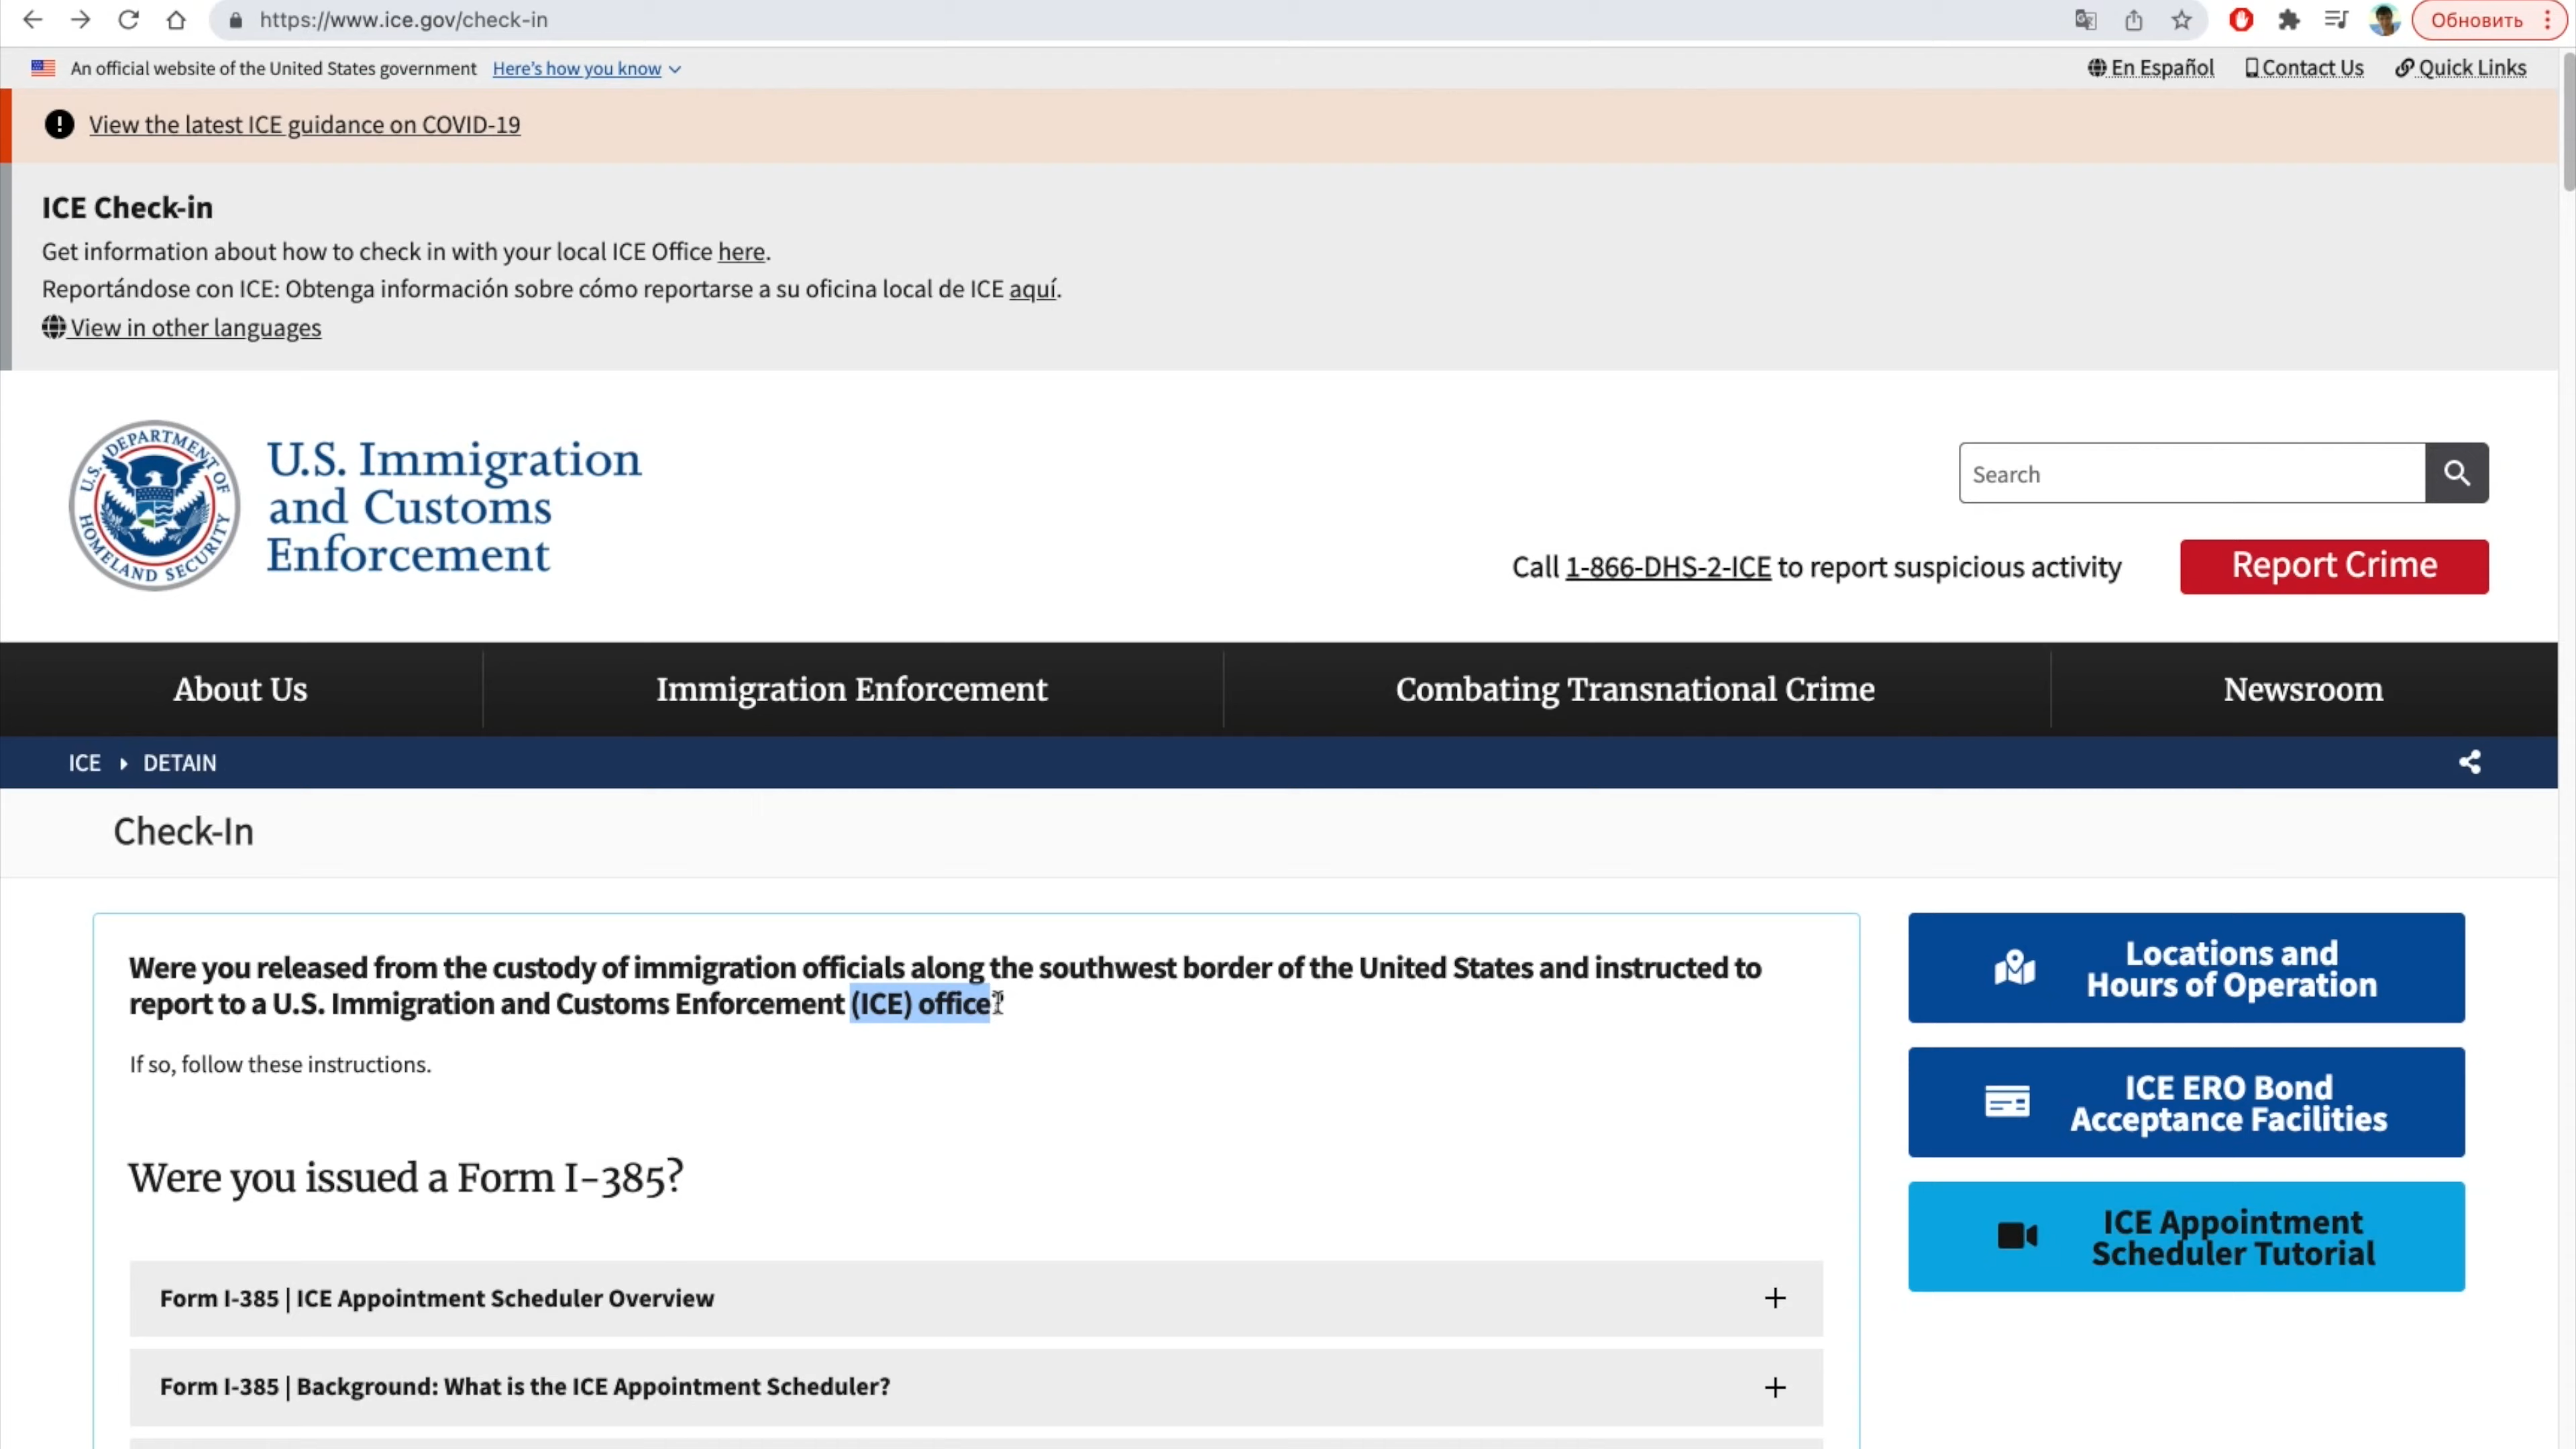 https://www.ice.gov/check-in
Обновить
An official website of the United States government Here's how you know
En Español Contact Us Quick Links
View the latest ICE guidance on COVID-19
ICE Check-in
Get information about how to check in with your local ICE Office here.
Reportándose con ICE: Obtenga información sobre cómo reportarse a su oficina local de ICE aquí.
View in other languages
U.S. DEPARTMENT OF HOMELAND SECURITY
U.S. Immigration
and Customs
Enforcement
Search
Call 1-866-DHS-2-ICE to report suspicious activity
Report Crime
About Us Immigration Enforcement Combating Transnational Crime Newsroom
ICE DETAIN
Check-In
Were you released from the custody of immigration officials along the southwest border of the United States and instructed to
report to a U.S. Immigration and Customs Enforcement (ICE) office?
If so, follow these instructions.
Were you issued a Form I-385?
Form I-385 | ICE Appointment Scheduler Overview
Form I-385 | Background: What is the ICE Appointment Scheduler?
Locations and
Hours of Operation
ICE ERO Bond
Acceptance Facilities
ICE Appointment
Scheduler Tutorial